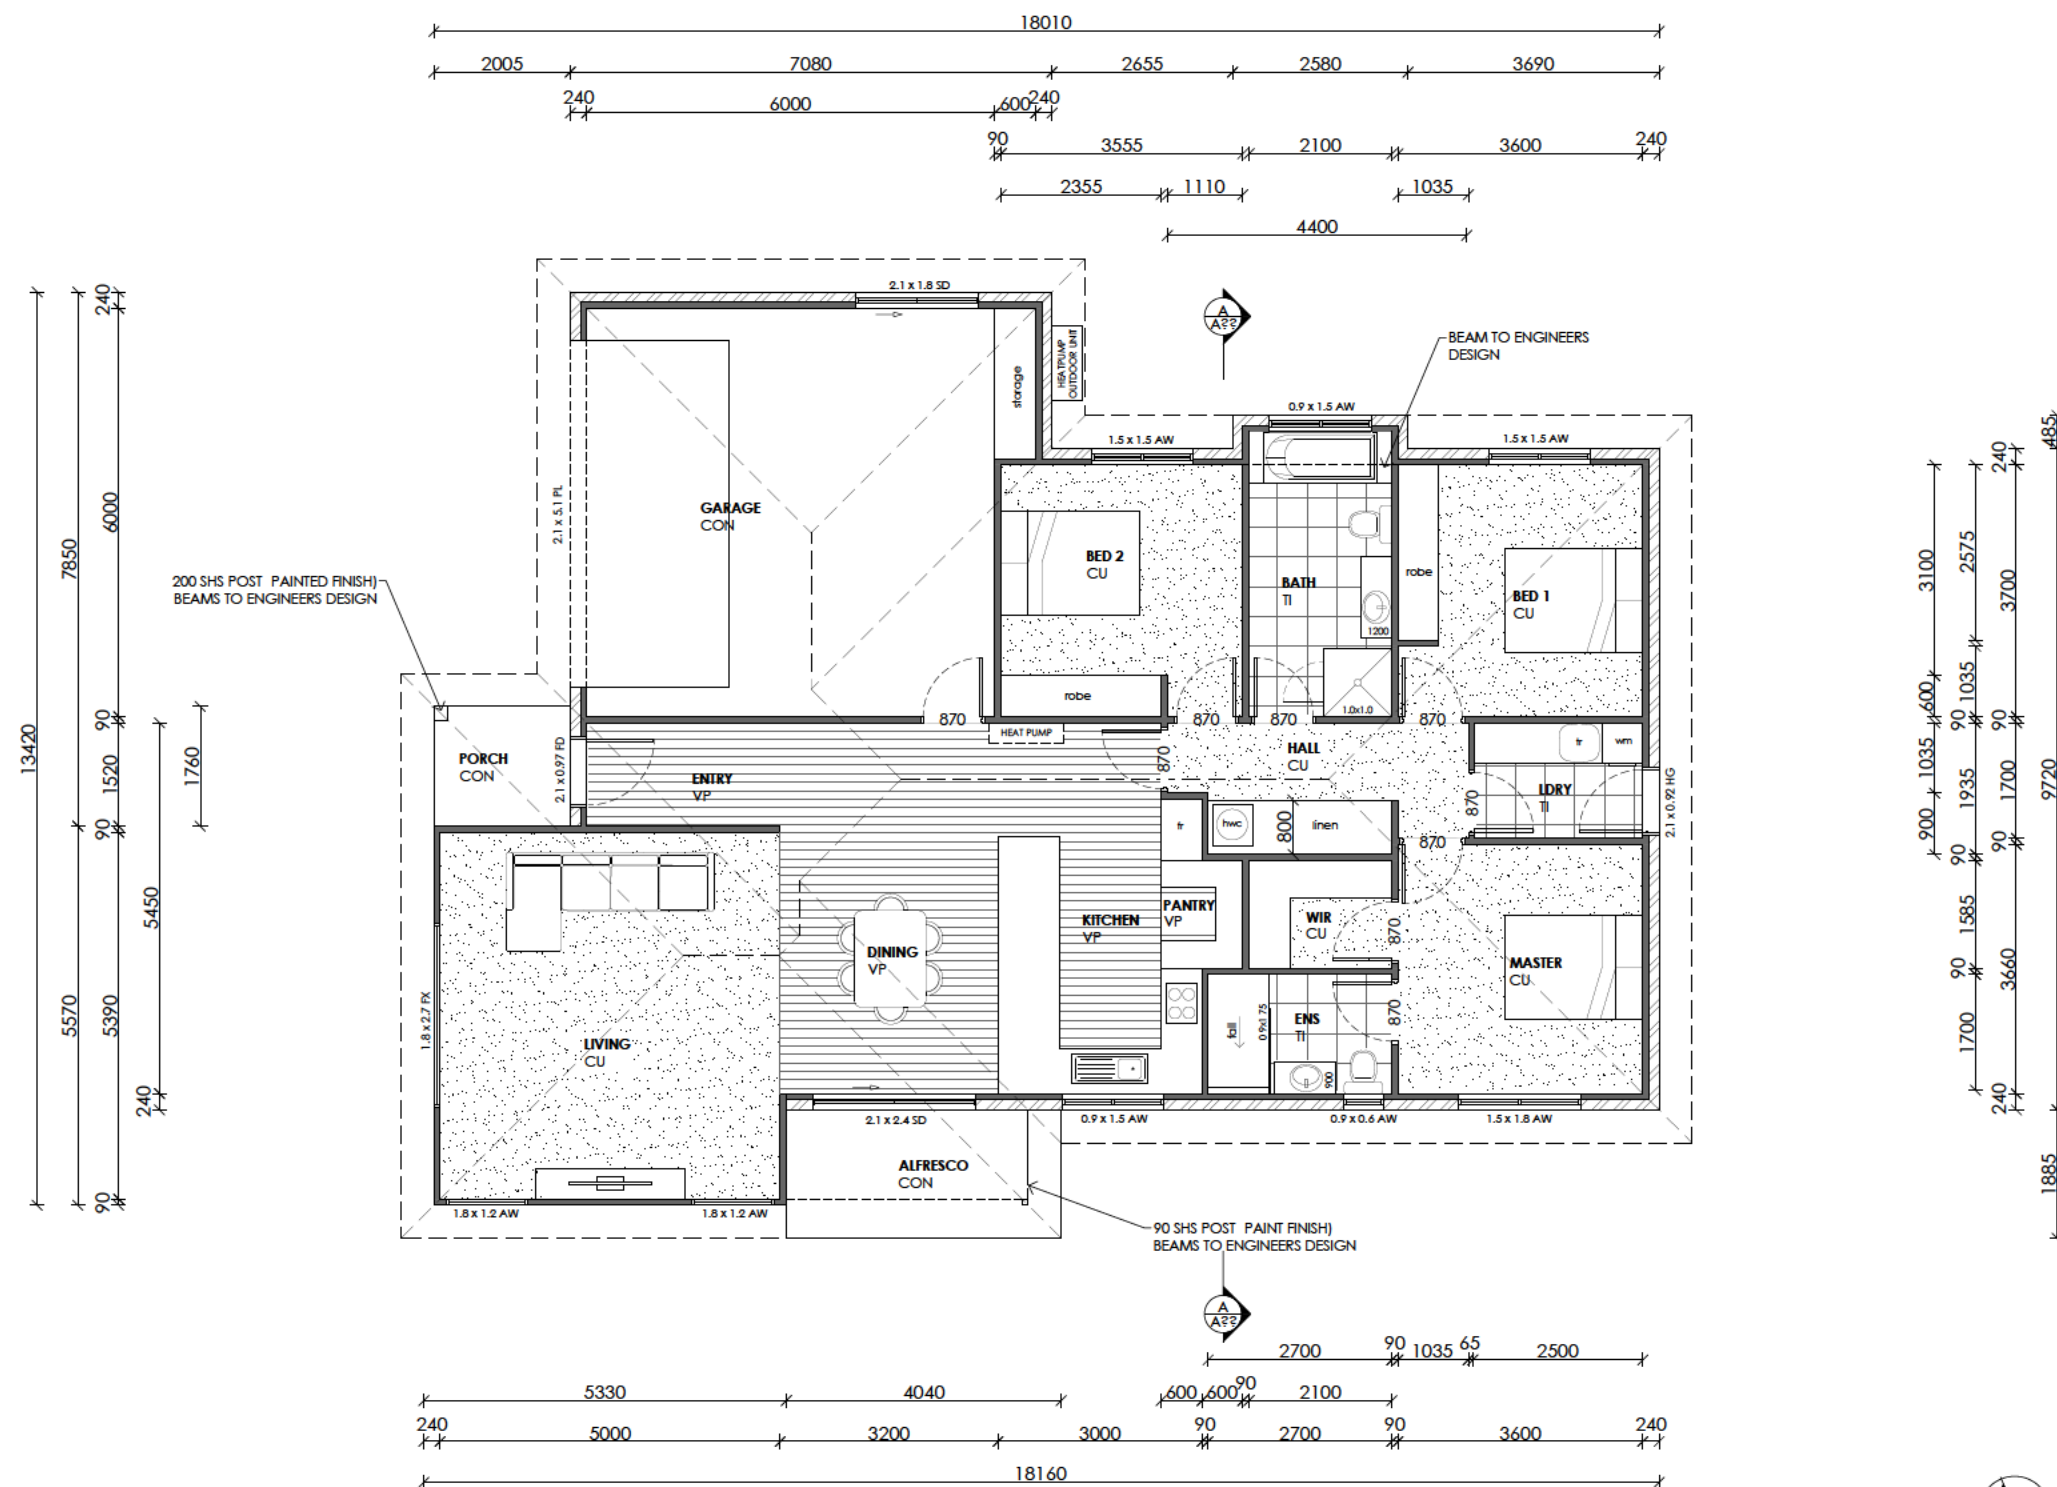 18010
2005 7080 2655 2580 3690
240 6000 600 240
90 3555 2100 3600 240
2355 1110 1035
4400
2.1 x 1.8 SD
A
A??
BEAM TO ENGINEERS
DESIGN
HEATPUMP
OUTDOOR UNIT
storage
0.9 x 1.5 AW
1.5 x 1.5 AW
1.5 x 1.5 AW
2.1 x 5.1 PL
GARAGE
CON
BED 2
CU
BATH
TI
robe
BED 1
CU
200 SHS POST PAINTED FINISH)
BEAMS TO ENGINEERS DESIGN
1200
robe
1.0x1.0
870 870 870 870
HEAT PUMP
PORCH
CON
2.1 x 0.97 FD
ENTRY
VP
870
HALL
CU
tr wm
LDRY
TI
870
2.1 x 0.92 HG
fr
hwc
800
linen
870
KITCHEN
VP
PANTRY
VP
WIR
CU
870
DINING
VP
MASTER
CU
1.8 x 2.7 FX
LIVING
CU
fall
0.9x1.75
ENS
TI
870
900
2.1 x 2.4 SD
0.9 x 1.5 AW
0.9 x 0.6 AW
1.5 x 1.8 AW
ALFRESCO
CON
1.8 x 1.2 AW
1.8 x 1.2 AW
90 SHS POST PAINT FINISH)
BEAMS TO ENGINEERS DESIGN
A
A??
13420
7850 5570
240 6000 90 1520 90 5390 90
5450 240
1760
3100 600 1035 900
2575 1035 90 1935 90 1585 90 1700
240 3700 90 1700 90 3660 240
485 9720 1885
2700 90 1035 65 2500
5330 4040 600 600 90 2100
240 5000 3200 3000 90 2700 90 3600 240
18160